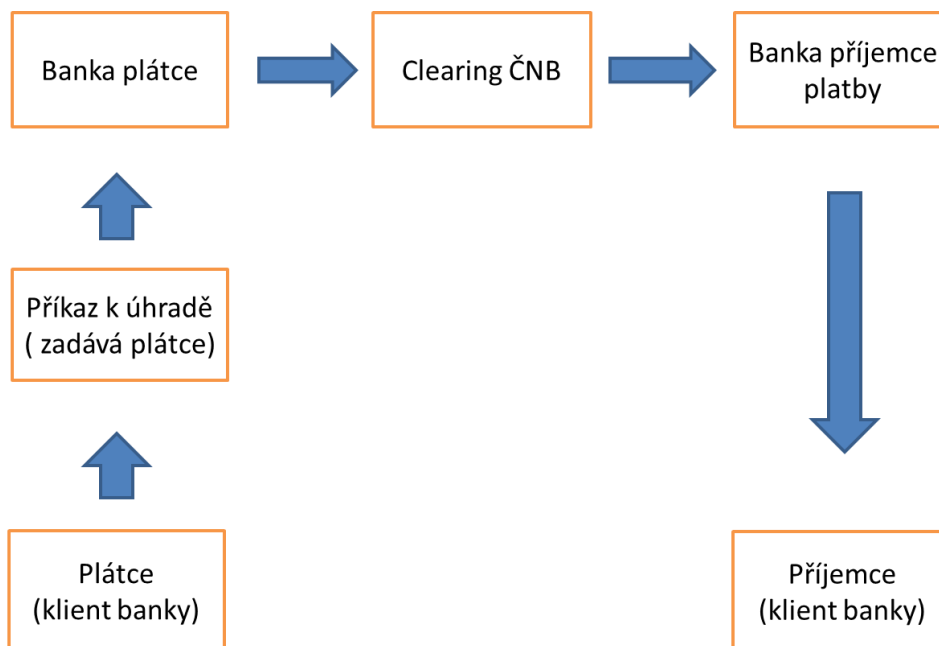 Banka plátce
Clearing ČNB
Banka příjemce
platby
Příkaz k úhradě
( zadává plátce)
Plátce
(klient banky)
Příjemce
(klient banky)